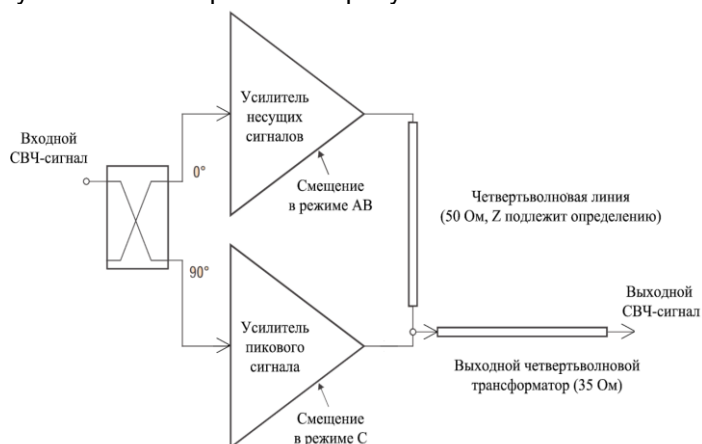 Усилитель
несущих
сигналов
Входной
СВЧ-сигнал
0°
Смещение
в режиме АВ
Четвертьволновая линия
(50 Ом, Z подлежит определению)
90°
Усилитель
пикового
сигнала
Выходной
СВЧ-сигнал
Выходной четвертьволновой
трансформатор (35 Ом)
Смещение
в режиме С